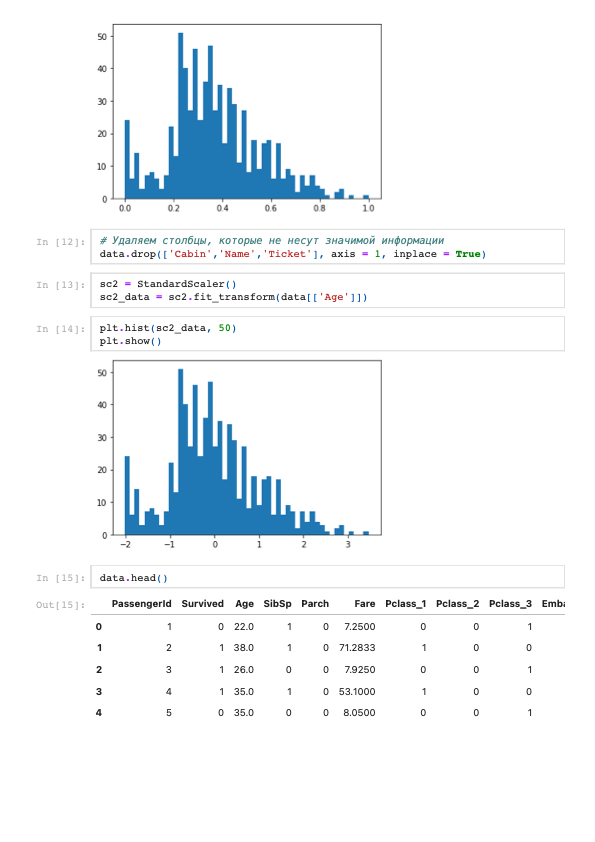 50
40
30
20
10
0
0.0 0.2 0.4 0.6 0.8 1.0
In [12]: # Удаляем столбцы, которые не несут значимой информации
data.drop(['Cabin','Name','Ticket'], axis = 1, inplace = True)
In [13]: sc2 = StandardScaler()
sc2_data = sc2.fit_transform(data[['Age']])
In [14]: plt.hist(sc2_data, 50)
plt.show()
50
40
30
20
10
0
−2 −1 0 1 2 3
In [15]: data.head()
Out[15]: PassengerId Survived Age SibSp Parch Fare Pclass_1 Pclass_2 Pclass_3 Emba
0 1 0 22.0 1 0 7.2500 0 0 1
1 2 1 38.0 1 0 71.2833 1 0 0
2 3 1 26.0 0 0 7.9250 0 0 1
3 4 1 35.0 1 0 53.1000 1 0 0
4 5 0 35.0 0 0 8.0500 0 0 1